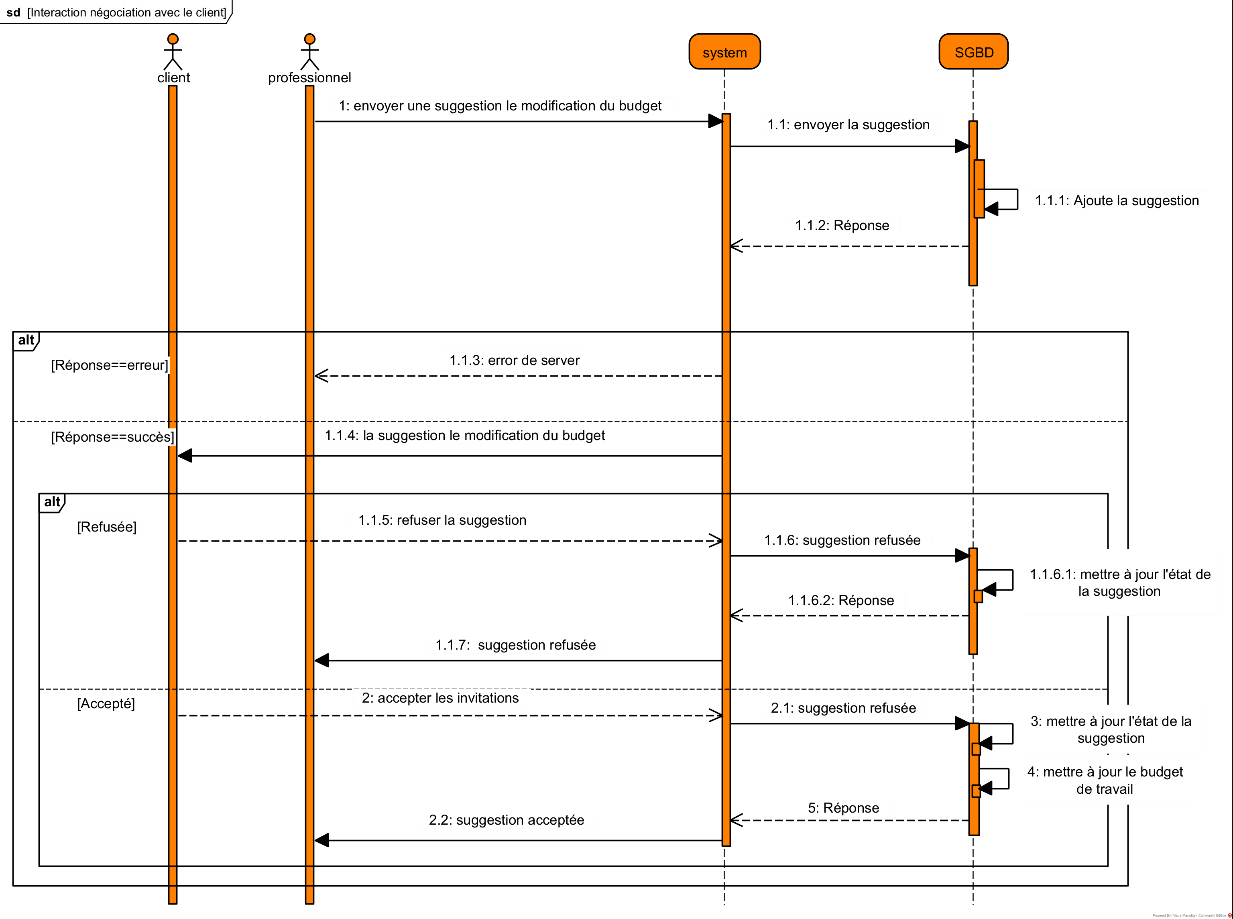 sd [Interaction négociation avec le client]
client
professionnel
system
SGBD
1: envoyer une suggestion le modification du budget
1.1: envoyer la suggestion
1.1.1: Ajoute la suggestion
1.1.2: Réponse
alt
[Réponse==erreur]
1.1.3: error de server
[Réponse==succès]
1.1.4: la suggestion le modification du budget
alt
[Refusée]
1.1.5: refuser la suggestion
1.1.6: suggestion refusée
1.1.6.1: mettre à jour l'état de
la suggestion
1.1.6.2: Réponse
1.1.7: suggestion refusée
[Accepté]
2: accepter les invitations
2.1: suggestion refusée
3: mettre à jour l'état de la
suggestion
4: mettre à jour le budget
de travail
5: Réponse
2.2: suggestion acceptée